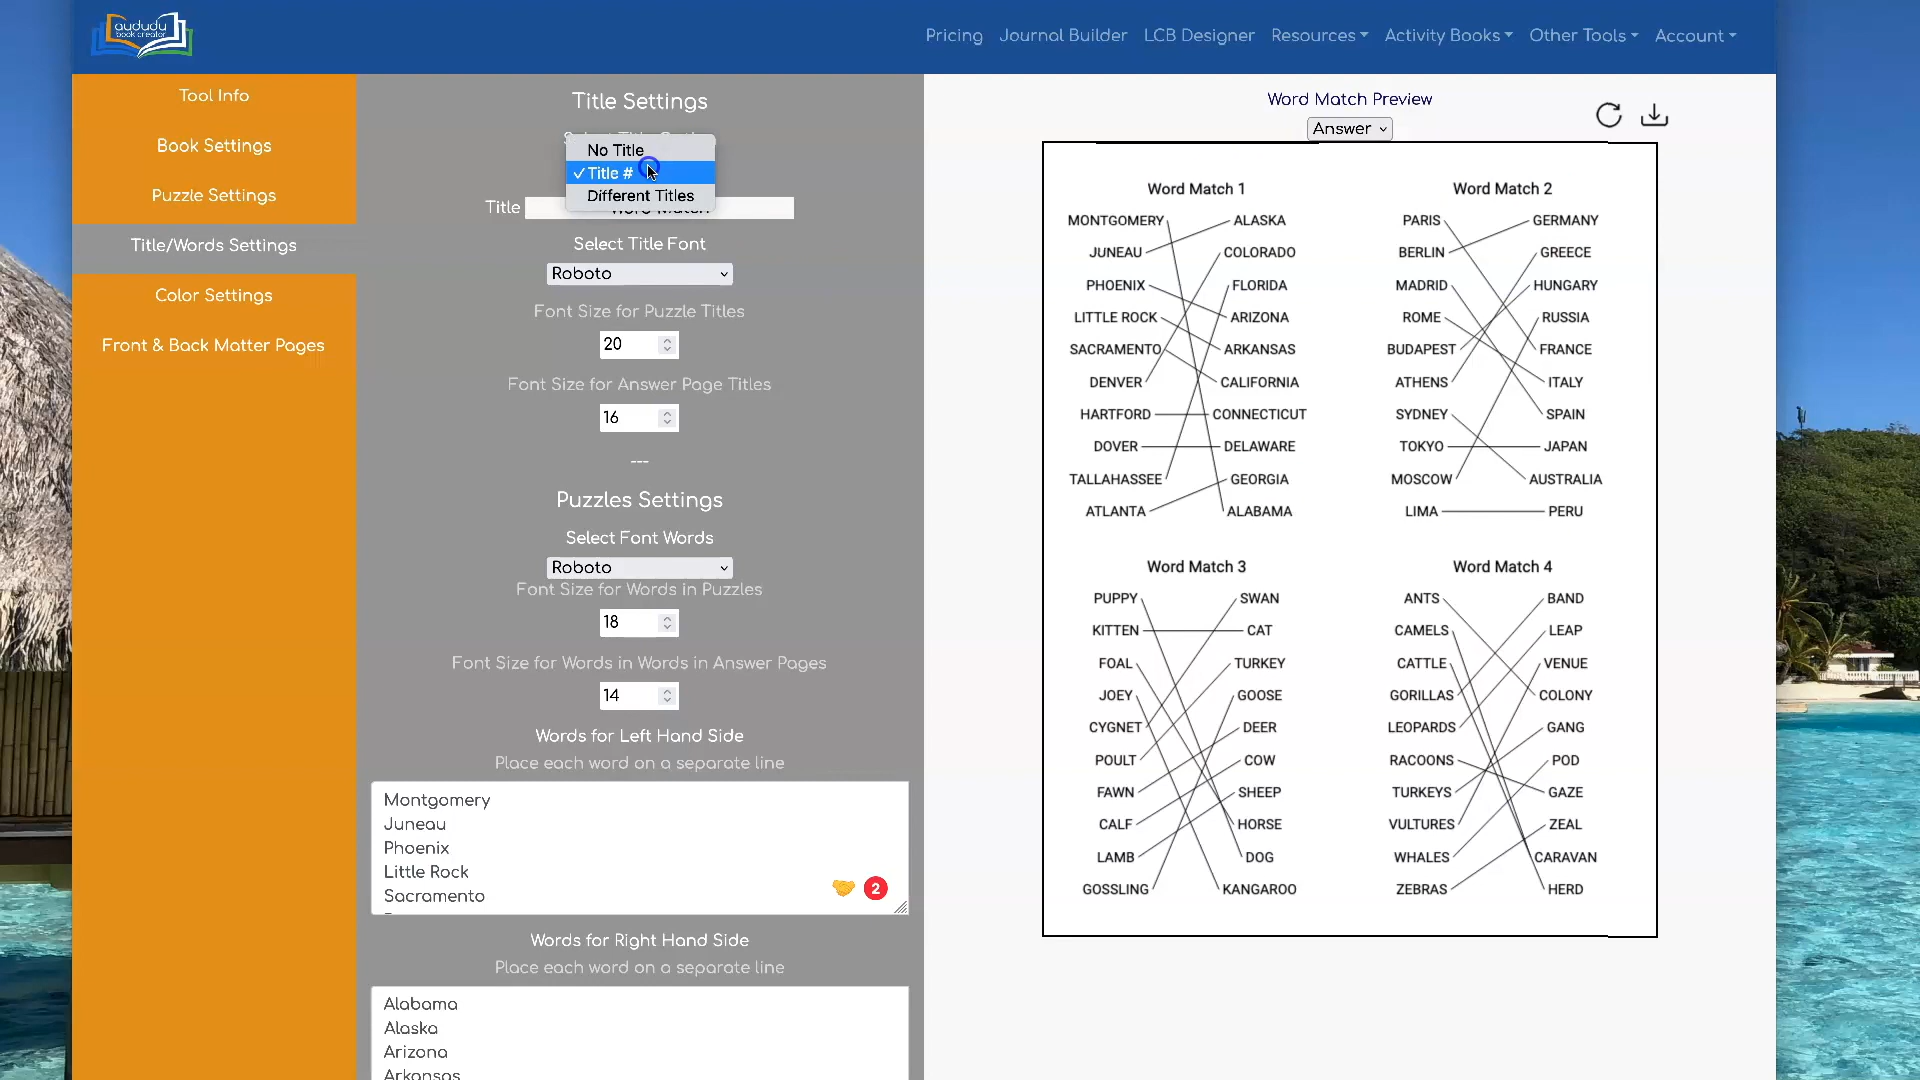 aududu
book creator
Pricing
Journal Builder
LCB Designer
Resources
Activity Books
Other Tools
Account
Tool Info
Book Settings
Puzzle Settings
Title/Words Settings
Color Settings
Front & Back Matter Pages
Title Settings
No Title
✓ Title #
Different Titles
Title
Select Title Font
Roboto
Font Size for Puzzle Titles
20
Font Size for Answer Page Titles
16
---
Puzzles Settings
Select Font Words
Roboto
Font Size for Words in Puzzles
18
Font Size for Words in Words in Answer Pages
14
Words for Left Hand Side
Place each word on a separate line
Montgomery
Juneau
Phoenix
Little Rock
Sacramento
2
Words for Right Hand Side
Place each word on a separate line
Alabama
Alaska
Arizona
Arkansas
Word Match Preview
Answer
Word Match 1
MONTGOMERY ALASKA
JUNEAU COLORADO
PHOENIX FLORIDA
LITTLE ROCK ARIZONA
SACRAMENTO ARKANSAS
DENVER CALIFORNIA
HARTFORD CONNECTICUT
DOVER DELAWARE
TALLAHASSEE GEORGIA
ATLANTA ALABAMA
Word Match 2
PARIS GERMANY
BERLIN GREECE
MADRID HUNGARY
ROME RUSSIA
BUDAPEST FRANCE
ATHENS ITALY
SYDNEY SPAIN
TOKYO JAPAN
MOSCOW AUSTRALIA
LIMA PERU
Word Match 3
PUPPY SWAN
KITTEN CAT
FOAL TURKEY
JOEY GOOSE
CYGNET DEER
POULT COW
FAWN SHEEP
CALF HORSE
LAMB DOG
GOSSLING KANGAROO
Word Match 4
ANTS BAND
CAMELS LEAP
CATTLE VENUE
GORILLAS COLONY
LEOPARDS GANG
RACOONS POD
TURKEYS GAZE
VULTURES ZEAL
WHALES CARAVAN
ZEBRAS HERD